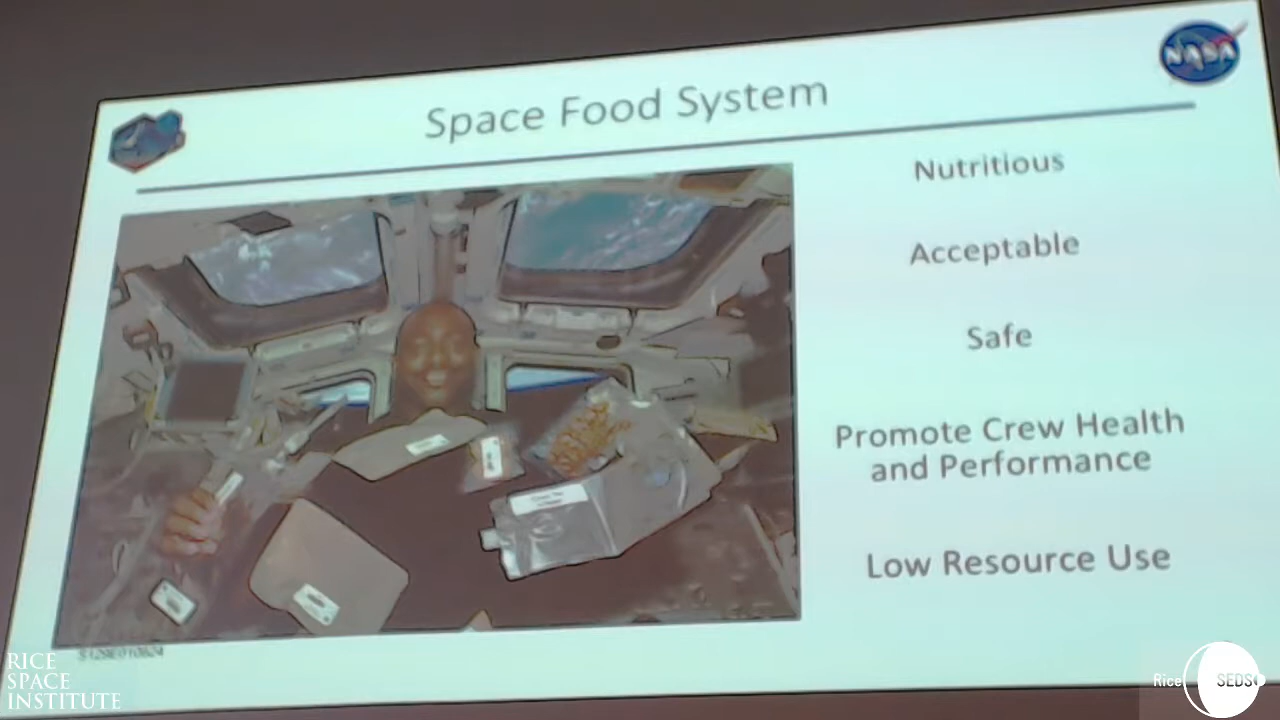 NASA
Space Food System
Nutritious
Acceptable
Safe
Promote Crew Health
and Performance
Low Resource Use
RICE
SPACE
INSTITUTE
Rice
SEDS